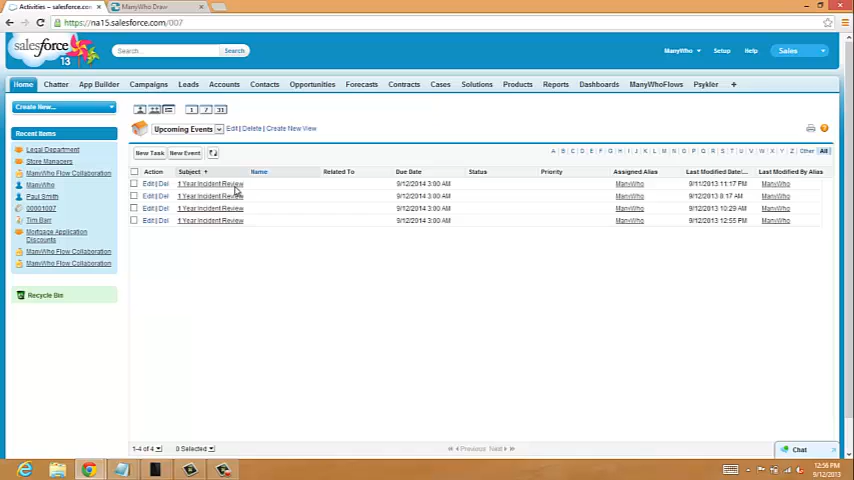 Activities ~ salesforce.com
ManyWho Draw
https://na15.salesforce.com/007
salesforce
13
Search...
Search
ManyWho
Setup
Help
Sales
Home
Chatter
App Builder
Campaigns
Leads
Accounts
Contacts
Opportunities
Forecasts
Contracts
Cases
Solutions
Products
Reports
Dashboards
ManyWhoFlows
Psykler
+
Create New...
Recent Items
Legal Department
Store Managers
ManyWho Flow Collaboration
ManyWho
Paul Smith
00001007
Tim Barr
Mortgage Application
Discounts
ManyWho Flow Collaboration
ManyWho Flow Collaboration
Recycle Bin
1 7 31
Upcoming Events Edit | Delete | Create New View
New Task New Event
A B C D E F G H I J K L M N O P Q R S T U V W X Y Z Other All
Action Subject Name Related To Due Date Status Priority Assigned Alias Last Modified Date/... Last Modified By Alias
Edit | Del 1 Year Incident Review 9/12/2014 3:00 AM ManyWho 9/11/2013 11:17 PM ManyWho
Edit | Del 1 Year Incident Review 9/12/2014 3:00 AM ManyWho 9/12/2013 8:17 AM ManyWho
Edit | Del 1 Year Incident Review 9/12/2014 3:00 AM ManyWho 9/12/2013 10:29 AM ManyWho
Edit | Del 1 Year Incident Review 9/12/2014 3:00 AM ManyWho 9/12/2013 12:55 PM ManyWho
1-4 of 4
0 Selected
Previous Next
Chat
12:56 PM
9/12/2013